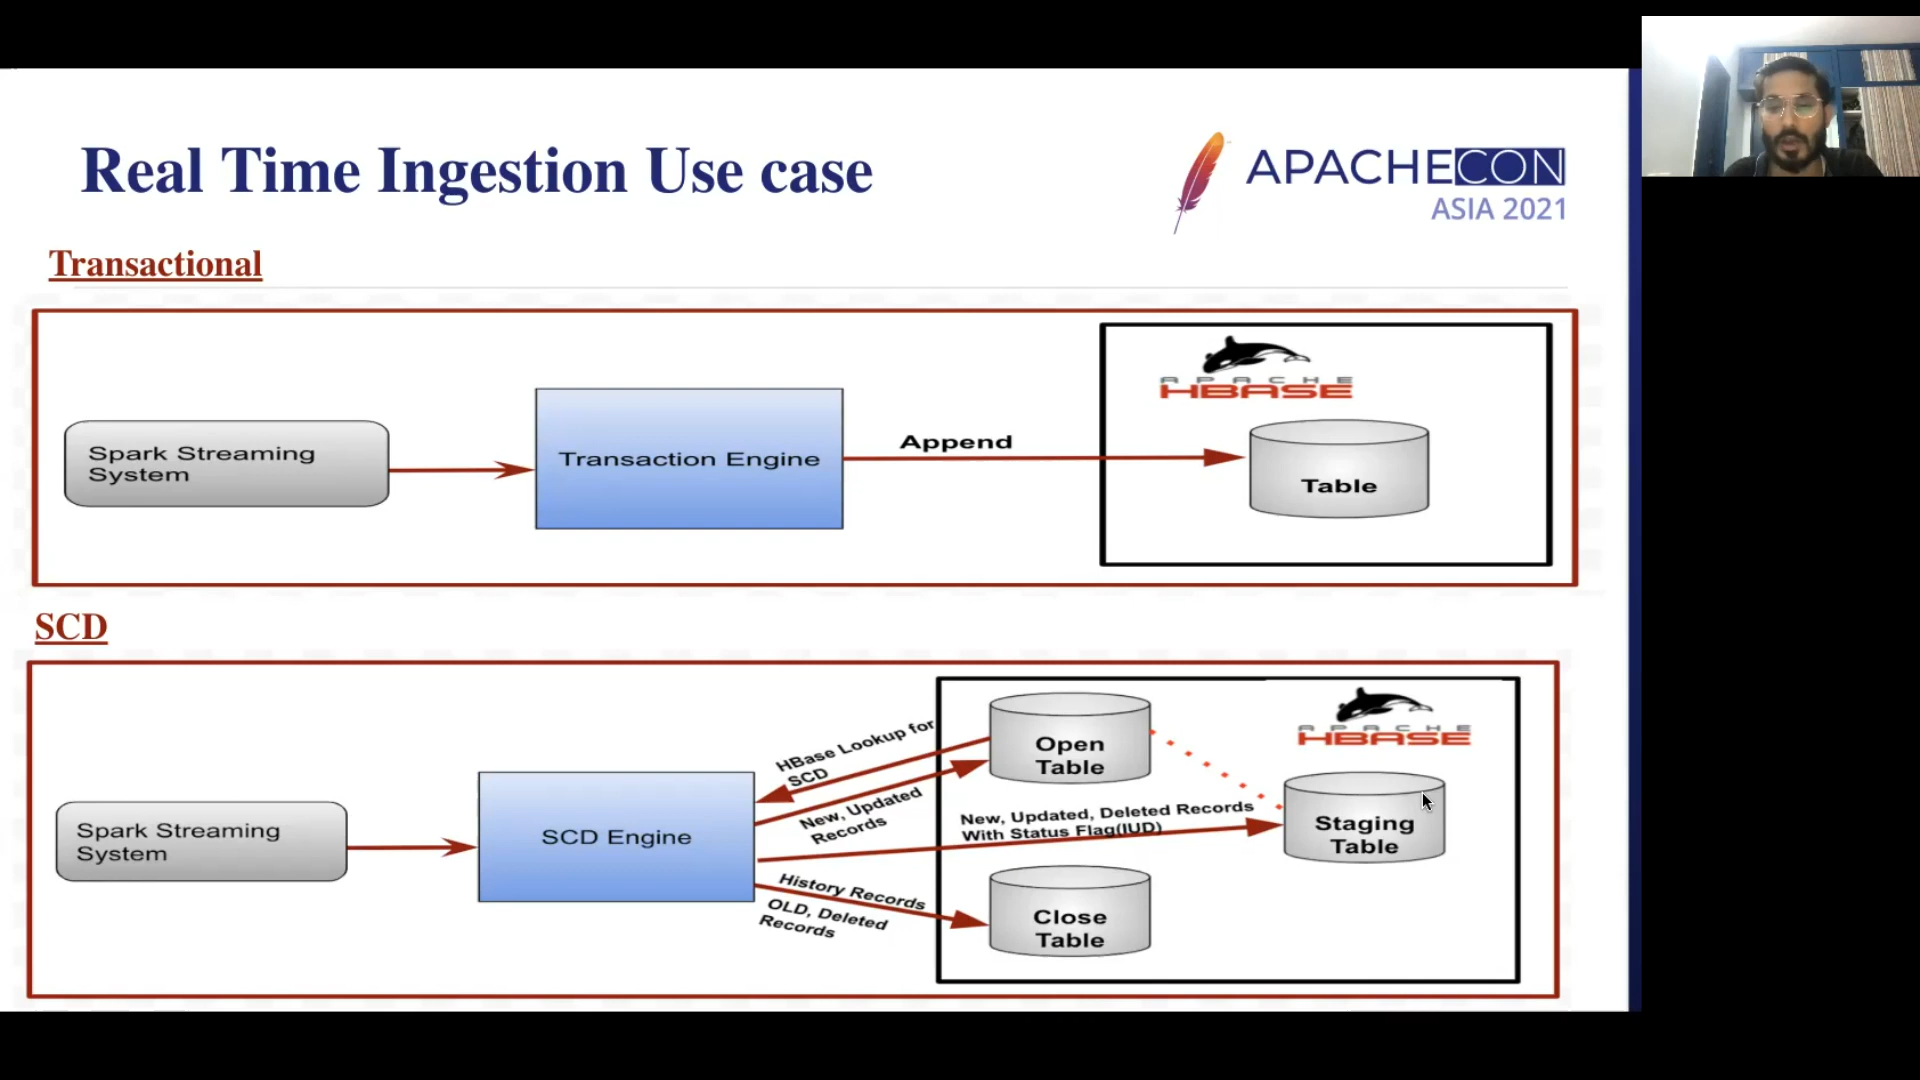 Real Time Ingestion Use case
APACHECON
ASIA 2021
Transactional
APACHE
HBASE
Spark Streaming
System
Transaction Engine
Append
Table
SCD
APACHE
HBASE
Spark Streaming
System
SCD Engine
HBase Lookup for
SCD
New, Updated
Records
Open
Table
New, Updated, Deleted Records
With Status Flag(IUD)
Staging
Table
History Records
OLD, Deleted
Records
Close
Table